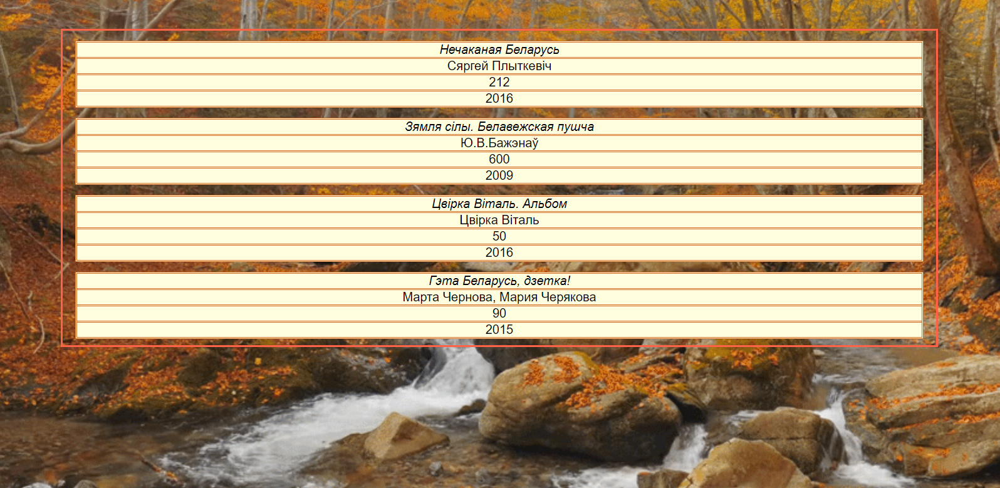 Нечаканая Беларусь
Сяргей Плыткевіч
212
2016
Зямля сілы. Белавежская пушча
Ю.В.Бажэнаў
600
2009
Цвірка Віталь. Альбом
Цвірка Віталь
50
2016
Гэта Беларусь, дзетка!
Марта Чернова, Мария Черякова
90
2015